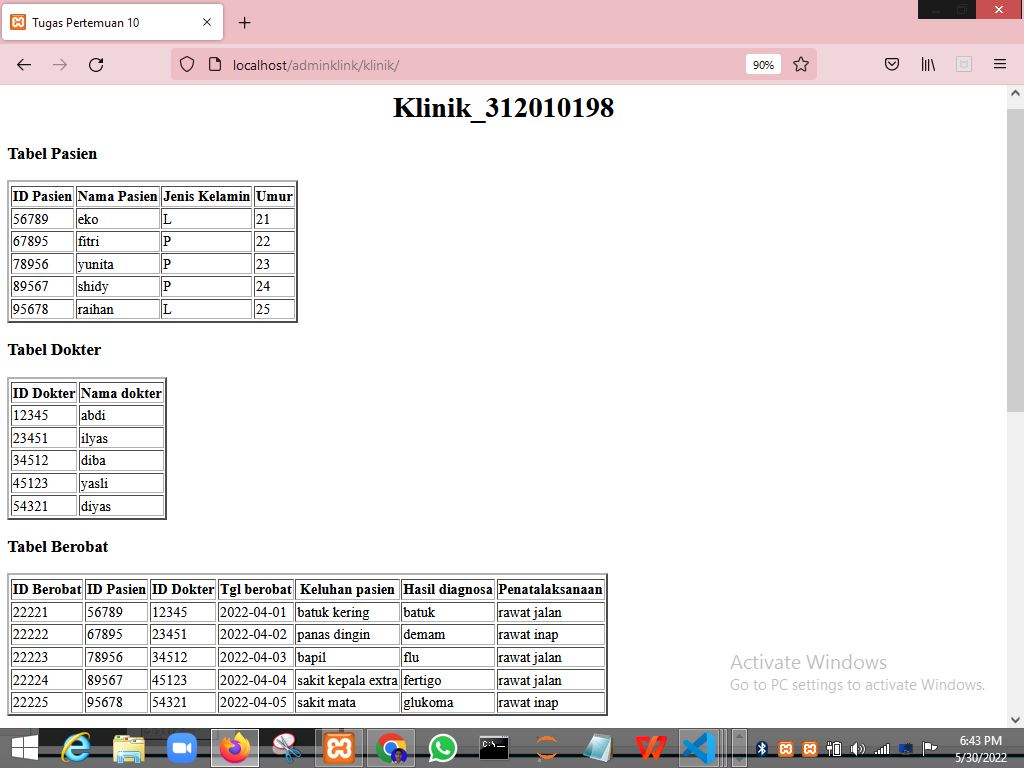 Tugas Pertemuan 10
localhost/adminklink/klinik/
90%
Klinik_312010198
Tabel Pasien
ID Pasien Nama Pasien Jenis Kelamin Umur
56789 eko L 21
67895 fitri P 22
78956 yunita P 23
89567 shidy P 24
95678 raihan L 25
Tabel Dokter
ID Dokter Nama dokter
12345 abdi
23451 ilyas
34512 diba
45123 yasli
54321 diyas
Tabel Berobat
ID Berobat ID Pasien ID Dokter Tgl berobat Keluhan pasien Hasil diagnosa Penatalaksanaan
22221 56789 12345 2022-04-01 batuk kering batuk rawat jalan
22222 67895 23451 2022-04-02 panas dingin demam rawat inap
22223 78956 34512 2022-04-03 bapil flu rawat jalan
22224 89567 45123 2022-04-04 sakit kepala extra fertigo rawat jalan
22225 95678 54321 2022-04-05 sakit mata glukoma rawat inap
Activate Windows
Go to PC settings to activate Windows.
6:43 PM
5/30/2022